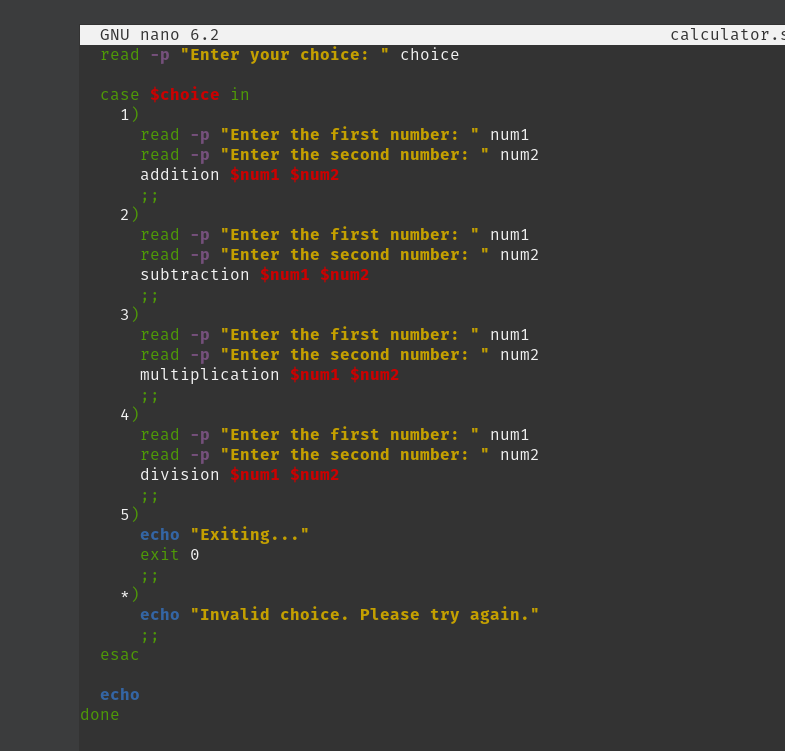 GNU nano 6.2 calculator.s
read -p "Enter your choice: " choice
case $choice in
1)
read -p "Enter the first number: " num1
read -p "Enter the second number: " num2
addition $num1 $num2
;;
2)
read -p "Enter the first number: " num1
read -p "Enter the second number: " num2
subtraction $num1 $num2
;;
3)
read -p "Enter the first number: " num1
read -p "Enter the second number: " num2
multiplication $num1 $num2
;;
4)
read -p "Enter the first number: " num1
read -p "Enter the second number: " num2
division $num1 $num2
;;
5)
echo "Exiting..."
exit 0
;;
*)
echo "Invalid choice. Please try again."
;;
esac
echo
done